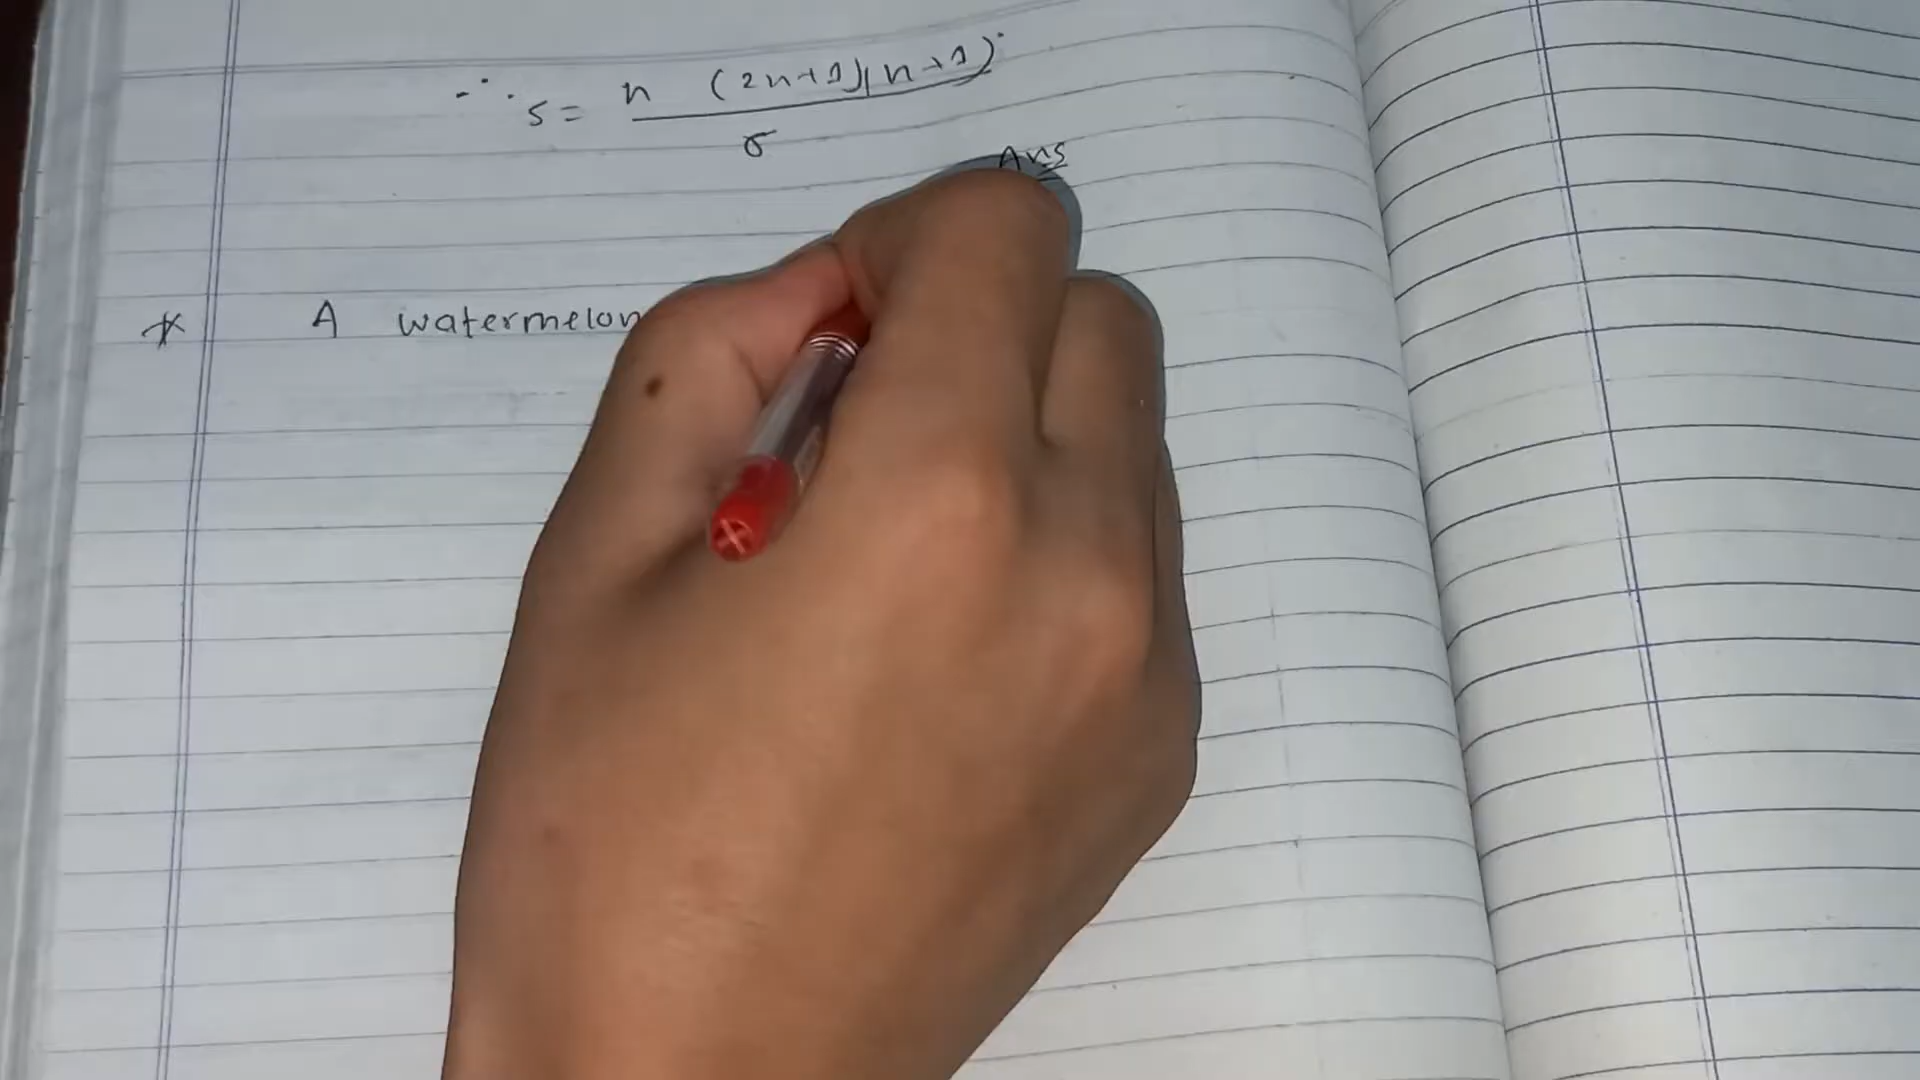 ∴ s = n (2n+1)(n+1) / 6
Ans
* A watermelon